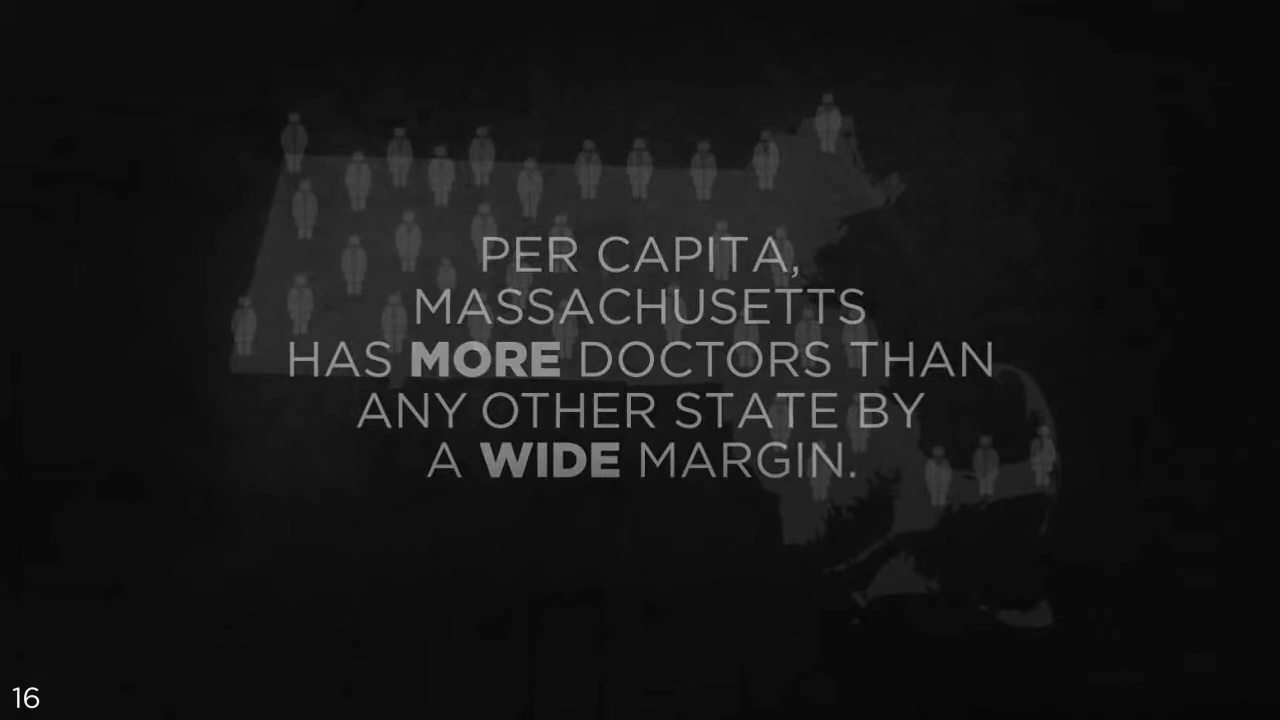 PER CAPITA,
MASSACHUSETTS
HAS MORE DOCTORS THAN
ANY OTHER STATE BY
A WIDE MARGIN.
16